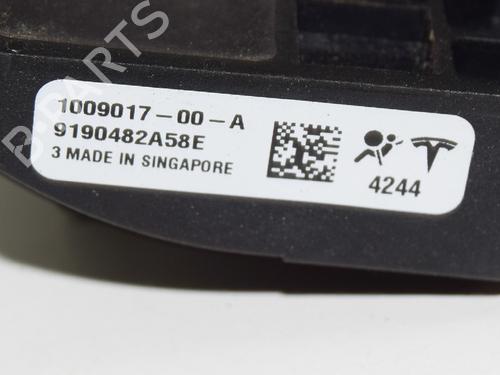 1009017-00-A
9190482A58E
3 MADE IN SINGAPORE
4244
B-PARTS